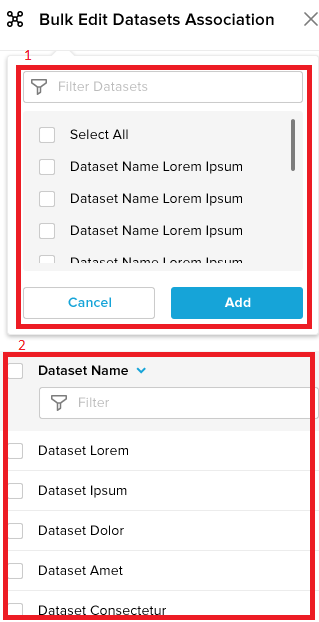 Bulk Edit Datasets Association
1
Filter Datasets
Select All
Dataset Name Lorem Ipsum
Dataset Name Lorem Ipsum
Dataset Name Lorem Ipsum
Dataset Name Lorem Ipsum
Cancel Add
2
Dataset Name
Filter
Dataset Lorem
Dataset Ipsum
Dataset Dolor
Dataset Amet
Dataset Consectetur